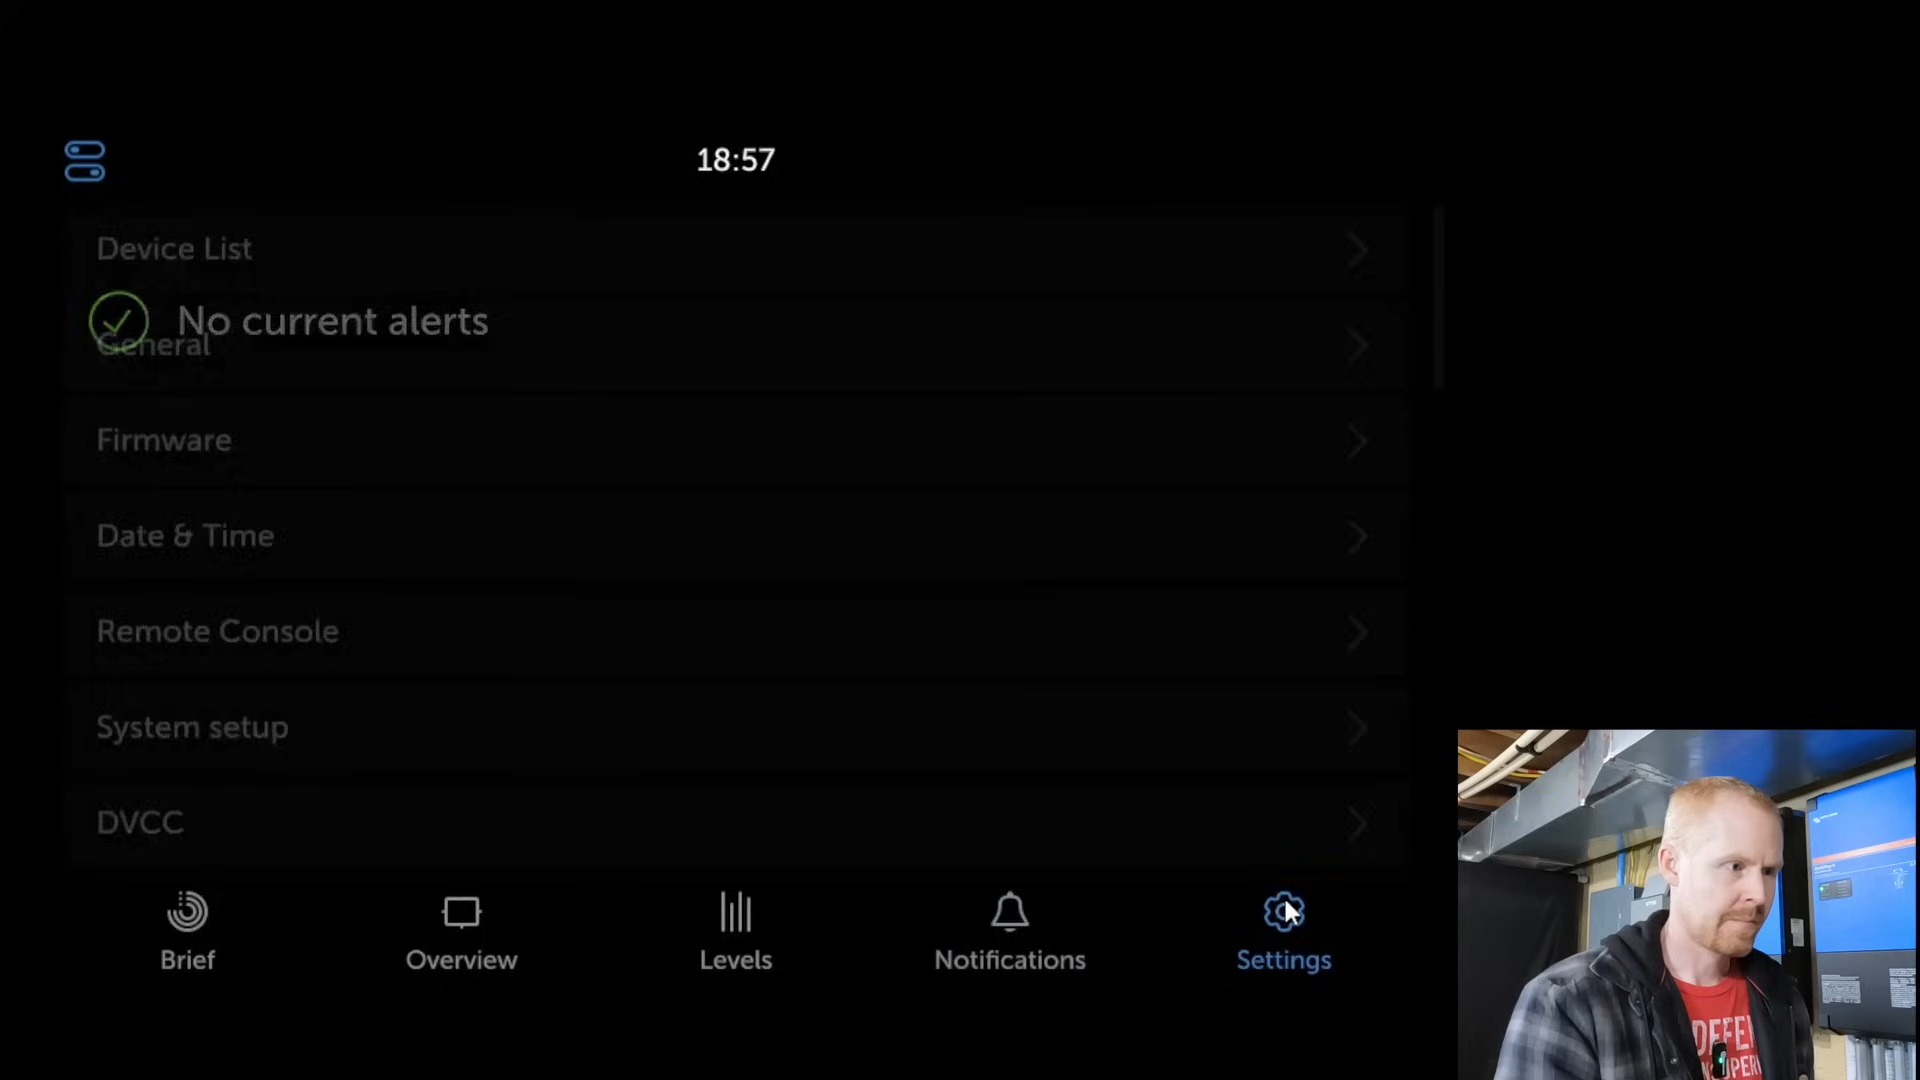 18:57
Device List
No current alerts
General
Firmware
Date & Time
Remote Console
System setup
DVCC
Brief
Overview
Levels
Notifications
Settings